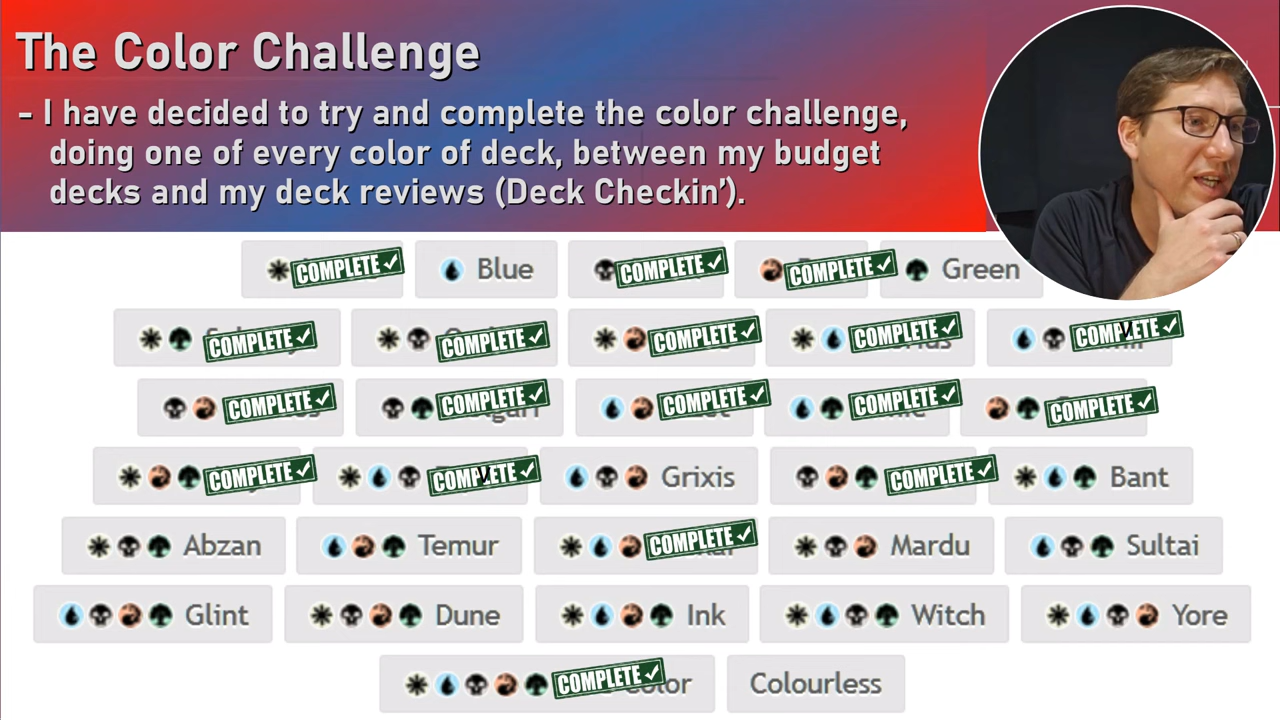 The Color Challenge
- I have decided to try and complete the color challenge,
doing one of every color of deck, between my budget
decks and my deck reviews (Deck Checkin').
COMPLETE Blue COMPLETE COMPLETE Green
COMPLETE COMPLETE COMPLETE COMPLETE COMPLETE
COMPLETE COMPLETE COMPLETE COMPLETE COMPLETE
COMPLETE COMPLETE Grixis COMPLETE Bant
Abzan Temur COMPLETE Mardu Sultai
Glint Dune Ink Witch Yore
COMPLETE Color Colourless